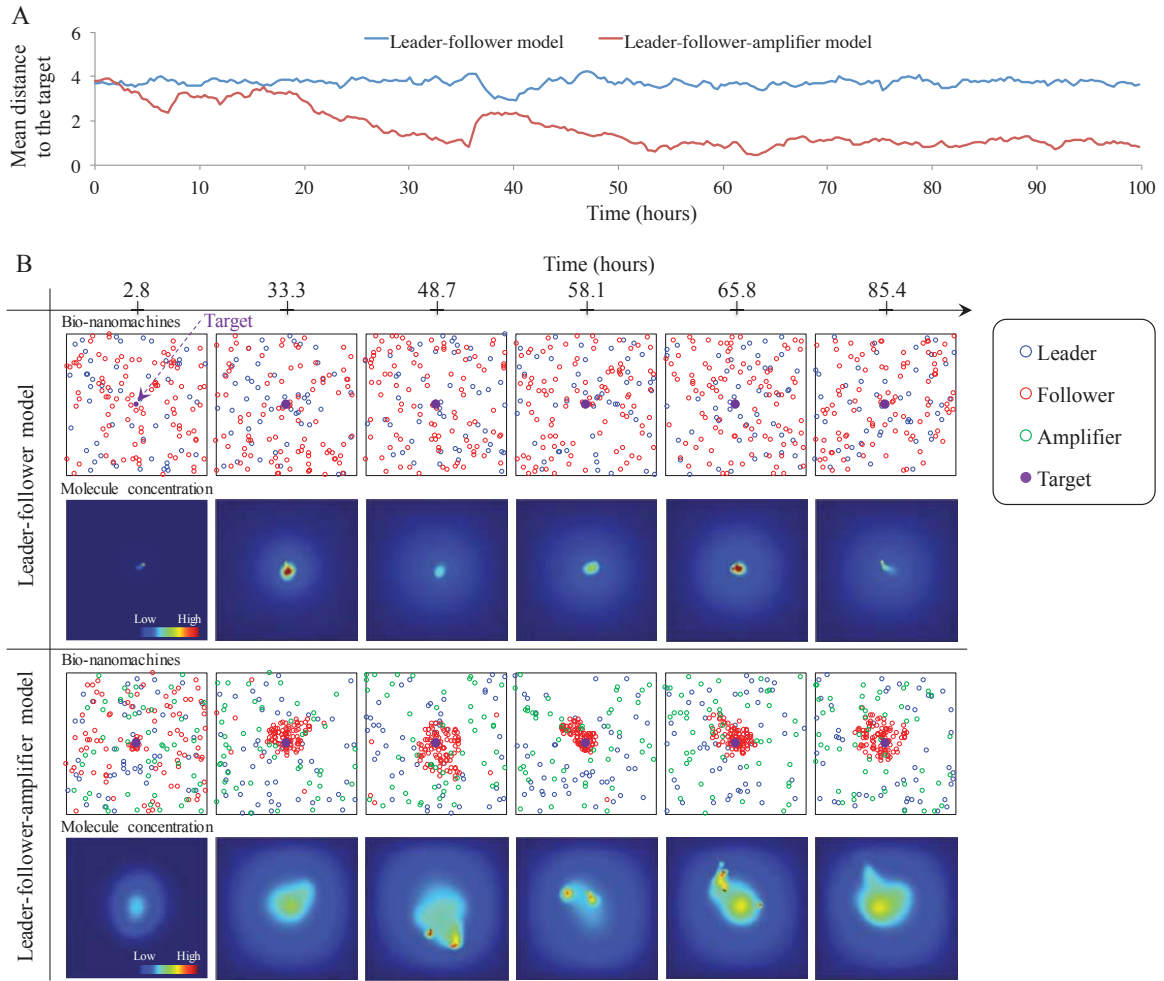 A
Leader-follower model
Leader-follower-amplifier model
Mean distance
to the target
6
4
2
0
0 10 20 30 40 50 60 70 80 90 100
Time (hours)
B
Time (hours)
2.8 33.3 48.7 58.1 65.8 85.4
Leader-follower model
Bio-nanomachines
Target
Molecule concentration
Low High
Leader-follower-amplifier model
Bio-nanomachines
Molecule concentration
Low High
Leader
Follower
Amplifier
Target